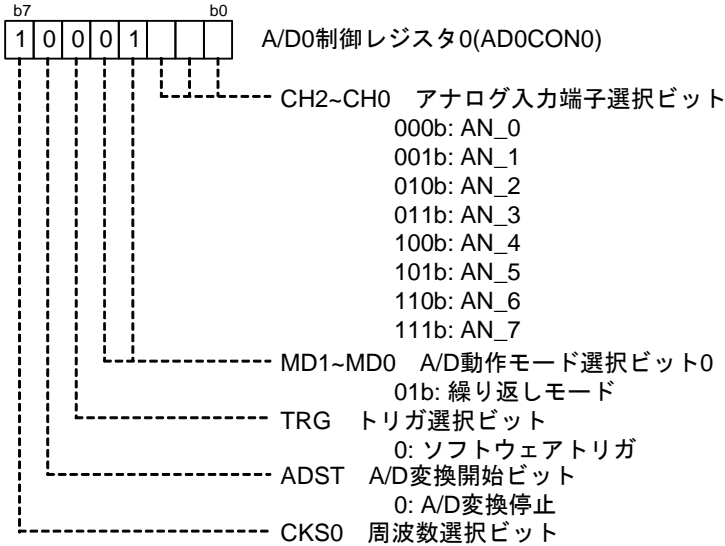 b7 b0
1 0 0 0 1 A/D0制御レジスタ0(AD0CON0)
CH2~CH0 アナログ入力端子選択ビット
000b: AN_0
001b: AN_1
010b: AN_2
011b: AN_3
100b: AN_4
101b: AN_5
110b: AN_6
111b: AN_7
MD1~MD0 A/D動作モード選択ビット0
01b: 繰り返しモード
TRG トリガ選択ビット
0: ソフトウェアトリガ
ADST A/D変換開始ビット
0: A/D変換停止
CKS0 周波数選択ビット